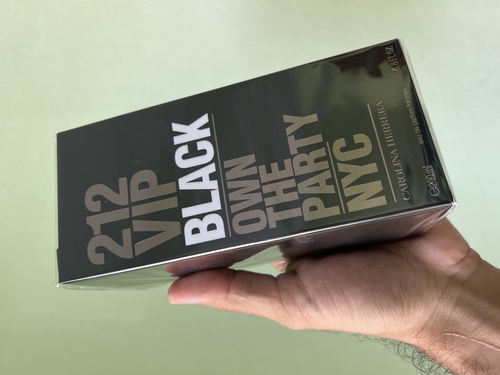 212
VIP
BLACK
OWN
THE
PARTY
NYC
CAROLINA HERRERA